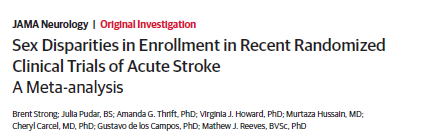 JAMA Neurology | Original Investigation
Sex Disparities in Enrollment in Recent Randomized
Clinical Trials of Acute Stroke
A Meta-analysis
Brent Strong; Julia Pudar, BS; Amanda G. Thrift, PhD; Virginia J. Howard, PhD; Murtaza Hussain, MD;
Cheryl Carcel, MD, PhD; Gustavo de los Campos, PhD; Mathew J. Reeves, BVSc, PhD